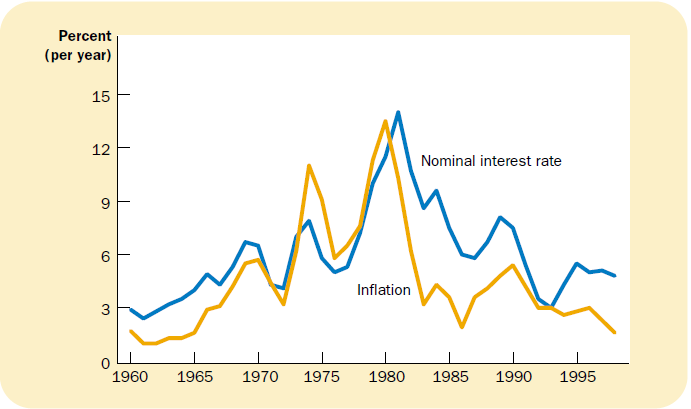 Percent
(per year)
15
12
9
6
3
0
Nominal interest rate
Inflation
1960 1965 1970 1975 1980 1985 1990 1995